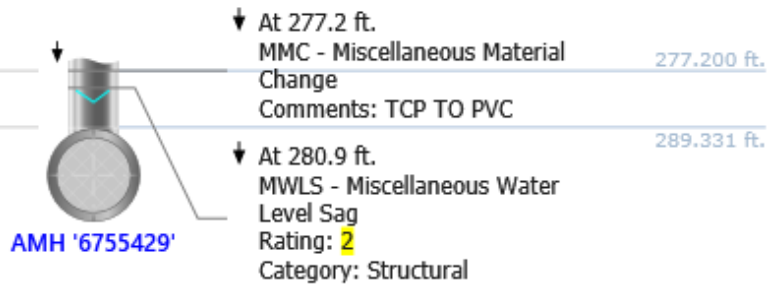 At 277.2 ft.
MMC - Miscellaneous Material
Change
Comments: TCP TO PVC
277.200 ft.
289.331 ft.
At 280.9 ft.
MWLS - Miscellaneous Water
Level Sag
Rating: 2
Category: Structural
AMH '6755429'